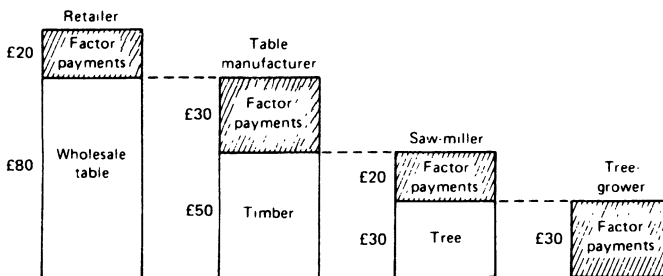 Retailer
£20
Factor
payments
£80
Wholesale
table
Table
manufacturer
£30
Factor
payments
£50
Timber
Saw-miller
£20
Factor
payments
£30
Tree
Tree-
grower
£30
Factor
payments